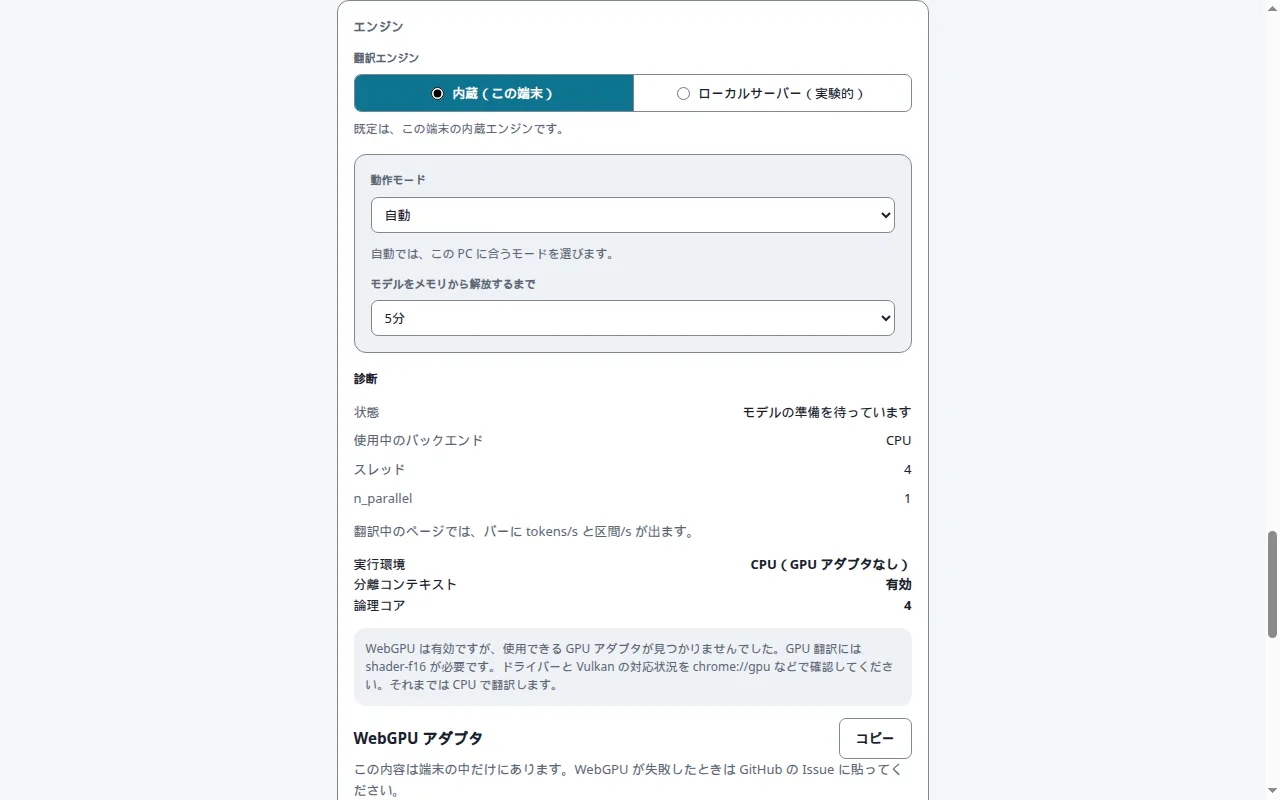 エンジン
翻訳エンジン
内蔵（この端末）
ローカルサーバー（実験的）
既定は、この端末の内蔵エンジンです。
動作モード
自動
自動では、この PC に合うモードを選びます。
モデルをメモリから解放するまで
5分
診断
状態 モデルの準備を待っています
使用中のバックエンド CPU
スレッド 4
n_parallel 1
翻訳中のページでは、バーに tokens/s と区間/s が出ます。
実行環境 CPU（GPU アダプタなし）
分離コンテキスト 有効
論理コア 4
WebGPU は有効ですが、使用できる GPU アダプタが見つかりませんでした。GPU 翻訳には
shader-f16 が必要です。ドライバーと Vulkan の対応状況を chrome://gpu などで確認してくださ
い。それまでは CPU で翻訳します。
WebGPU アダプタ
コピー
この内容は端末の中だけにあります。WebGPU が失敗したときは GitHub の Issue に貼ってく
ださい。